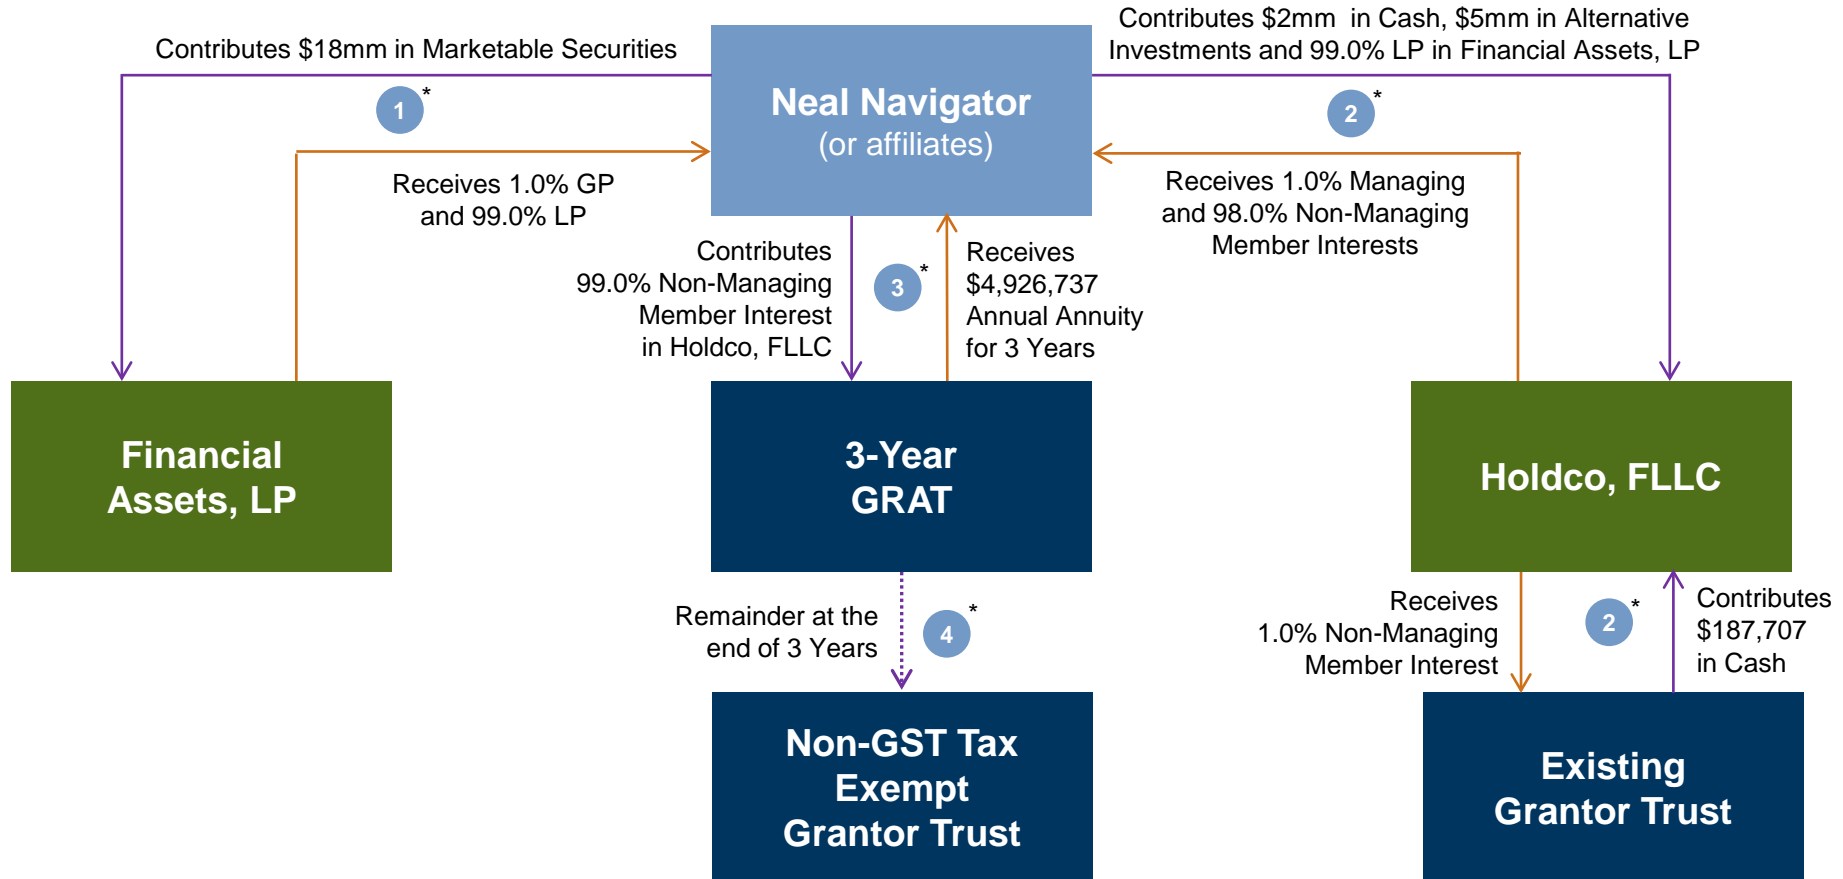 Contributes $18mm in Marketable Securities
1*
Receives 1.0% GP
and 99.0% LP
Neal Navigator
(or affiliates)
Contributes $2mm in Cash, $5mm in Alternative
Investments and 99.0% LP in Financial Assets, LP
2*
Receives 1.0% Managing
and 98.0% Non-Managing
Member Interests
Contributes
99.0% Non-Managing
Member Interest
in Holdco, FLLC
3*
Receives
$4,926,737
Annual Annuity
for 3 Years
Financial
Assets, LP
3-Year
GRAT
Holdco, FLLC
Remainder at the
end of 3 Years
4*
Receives
1.0% Non-Managing
Member Interest
2*
Contributes
$187,707
in Cash
Non-GST Tax
Exempt
Grantor Trust
Existing
Grantor Trust